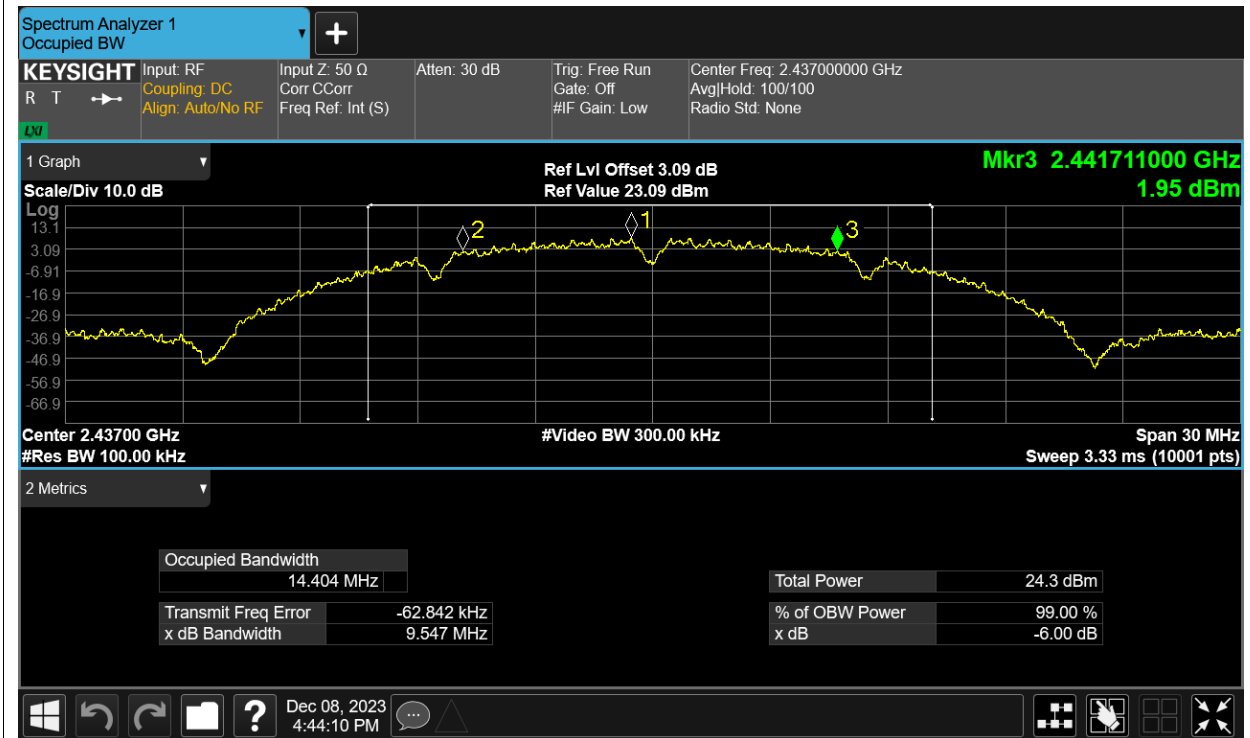 Spectrum Analyzer 1
Occupied BW
KEYSIGHT
R T
LXI
Input: RF
Coupling: DC
Align: Auto/No RF
Input Z: 50 Ω
Corr CCorr
Freq Ref: Int (S)
Atten: 30 dB
Trig: Free Run
Gate: Off
#IF Gain: Low
Center Freq: 2.437000000 GHz
Avg|Hold: 100/100
Radio Std: None
1 Graph
Scale/Div 10.0 dB
Ref Lvl Offset 3.09 dB
Ref Value 23.09 dBm
Mkr3 2.441711000 GHz
1.95 dBm
Log
13.1
3.09
-6.91
-16.9
-26.9
-36.9
-46.9
-56.9
-66.9
2
1
3
Center 2.43700 GHz
#Video BW 300.00 kHz
Span 30 MHz
#Res BW 100.00 kHz
Sweep 3.33 ms (10001 pts)
2 Metrics
Occupied Bandwidth
14.404 MHz
Transmit Freq Error -62.842 kHz
x dB Bandwidth 9.547 MHz
Total Power 24.3 dBm
% of OBW Power 99.00 %
x dB -6.00 dB
?
Dec 08, 2023
4:44:10 PM